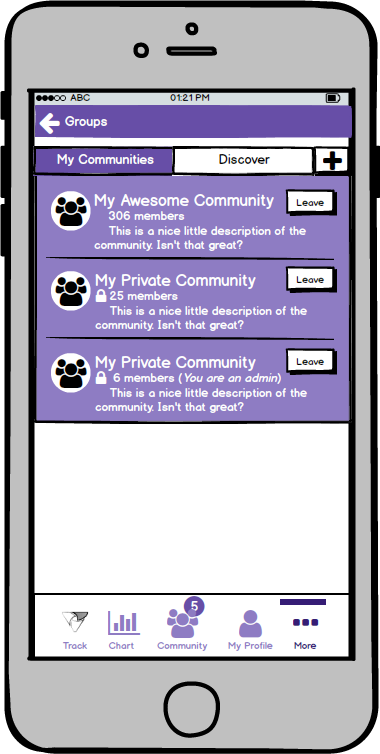 ABC 01:21 PM
Groups
My Communities Discover
My Awesome Community Leave
306 members
This is a nice little description of the
community. Isn't that great?
My Private Community Leave
25 members
This is a nice little description of the
community. Isn't that great?
My Private Community Leave
6 members (You are an admin)
This is a nice little description of the
community. Isn't that great?
5
Track Chart Community My Profile More